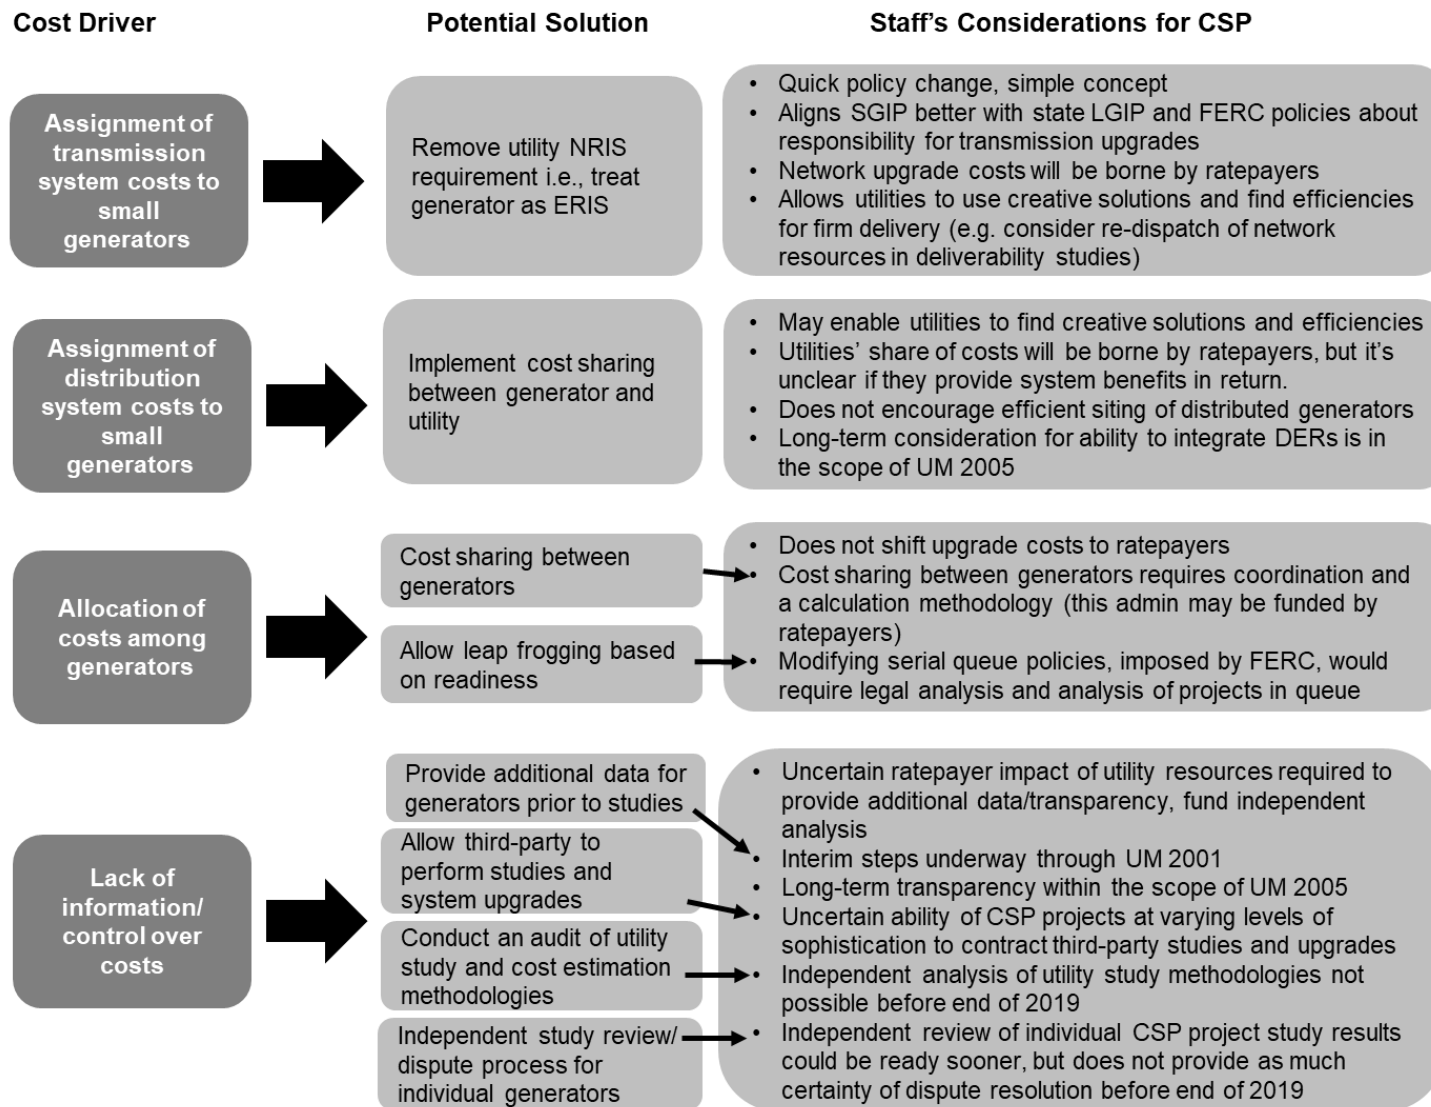 Cost Driver
Potential Solution
Staff's Considerations for CSP
Assignment of
transmission
system costs to
small
generators
Remove utility NRIS
requirement i.e., treat
generator as ERIS
• Quick policy change, simple concept
• Aligns SGIP better with state LGIP and FERC policies about
responsibility for transmission upgrades
• Network upgrade costs will be borne by ratepayers
• Allows utilities to use creative solutions and find efficiencies
for firm delivery (e.g. consider re-dispatch of network
resources in deliverability studies)
Assignment of
distribution
system costs to
small
generators
Implement cost sharing
between generator and
utility
• May enable utilities to find creative solutions and efficiencies
• Utilities' share of costs will be borne by ratepayers, but it's
unclear if they provide system benefits in return.
• Does not encourage efficient siting of distributed generators
• Long-term consideration for ability to integrate DERs is in
the scope of UM 2005
Allocation of
costs among
generators
Cost sharing between
generators
Allow leap frogging based
on readiness
• Does not shift upgrade costs to ratepayers
• Cost sharing between generators requires coordination and
a calculation methodology (this admin may be funded by
ratepayers)
• Modifying serial queue policies, imposed by FERC, would
require legal analysis and analysis of projects in queue
Lack of
information/
control over
costs
Provide additional data for
generators prior to studies
Allow third-party to
perform studies and
system upgrades
Conduct an audit of utility
study and cost estimation
methodologies
Independent study review/
dispute process for
individual generators
• Uncertain ratepayer impact of utility resources required to
provide additional data/transparency, fund independent
analysis
• Interim steps underway through UM 2001
• Long-term transparency within the scope of UM 2005
• Uncertain ability of CSP projects at varying levels of
sophistication to contract third-party studies and upgrades
• Independent analysis of utility study methodologies not
possible before end of 2019
• Independent review of individual CSP project study results
could be ready sooner, but does not provide as much
certainty of dispute resolution before end of 2019